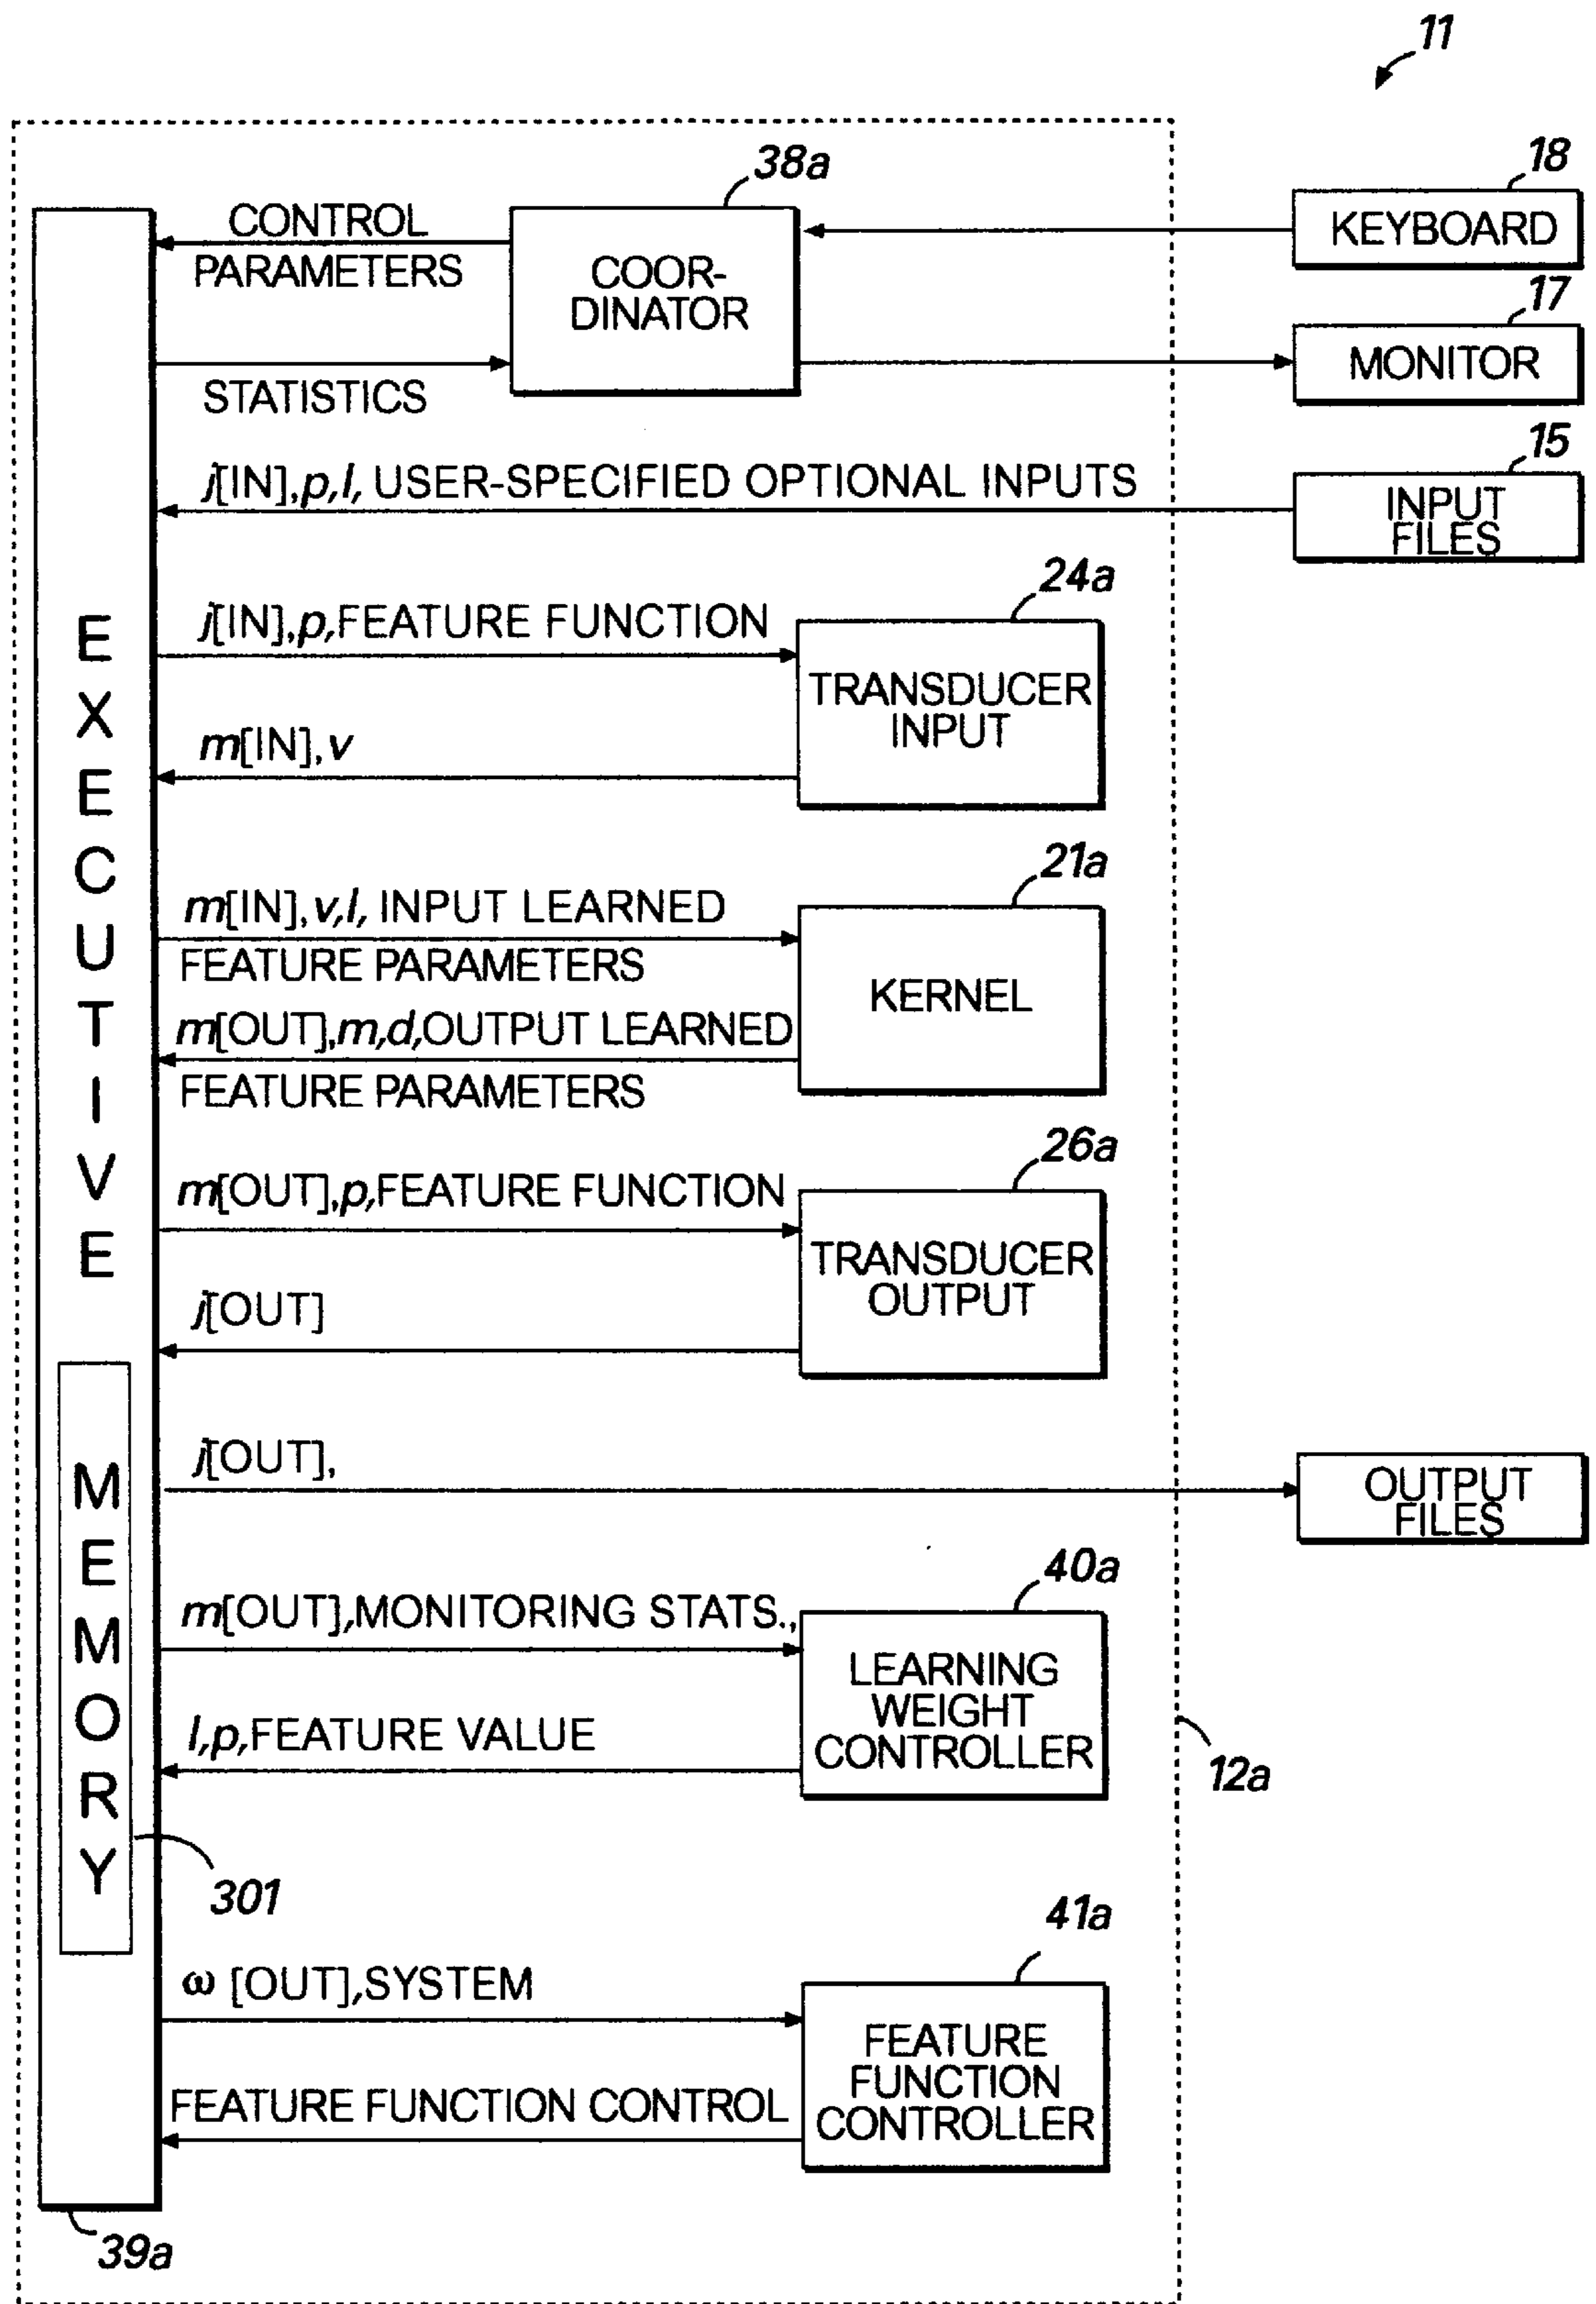 11
38a
18
CONTROL
PARAMETERS
COOR-
DINATOR
KEYBOARD
17
STATISTICS
MONITOR
15
j[IN],p,l, USER-SPECIFIED OPTIONAL INPUTS
INPUT
FILES
24a
j[IN],p,FEATURE FUNCTION
TRANSDUCER
INPUT
m[IN],v
21a
m[IN],v,l, INPUT LEARNED
FEATURE PARAMETERS
KERNEL
m[OUT],m,d,OUTPUT LEARNED
FEATURE PARAMETERS
26a
m[OUT],p,FEATURE FUNCTION
TRANSDUCER
OUTPUT
j[OUT]
EXECUTIVE
j[OUT],
OUTPUT
FILES
MEMORY
40a
m[OUT],MONITORING STATS.,
LEARNING
WEIGHT
CONTROLLER
l,p,FEATURE VALUE
12a
301
41a
ω [OUT],SYSTEM
FEATURE
FUNCTION
CONTROLLER
FEATURE FUNCTION CONTROL
39a